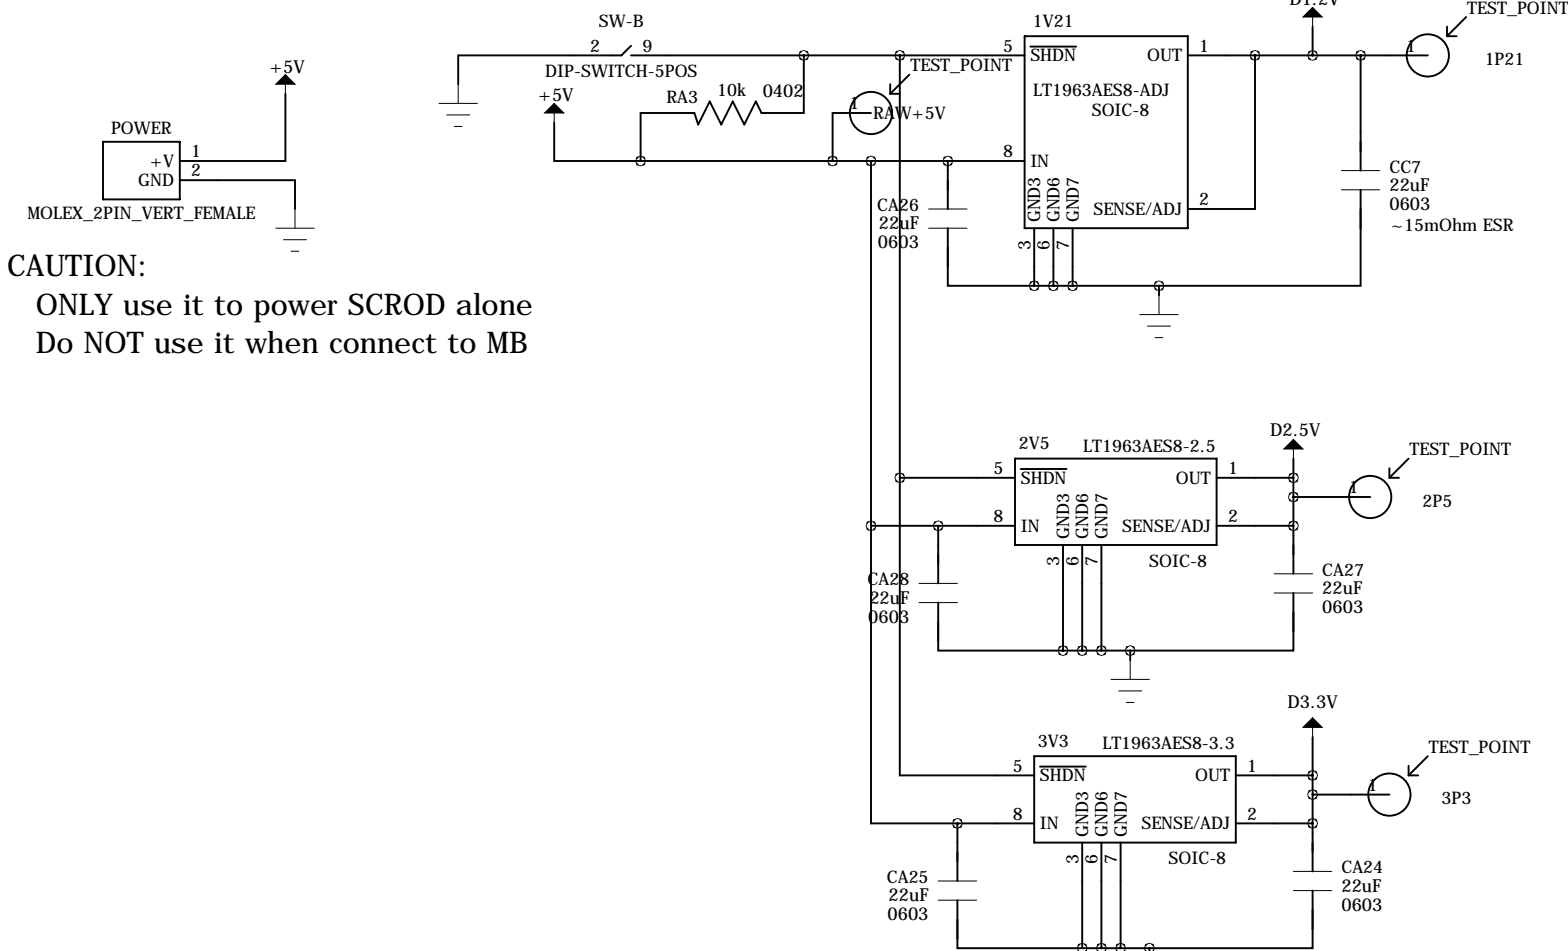 SW-B
2 9
DIP-SWITCH-5POS
+5V
+5V
RA3 10k 0402
TEST_POINT
1
RAW+5V
POWER
+V 1
GND 2
MOLEX_2PIN_VERT_FEMALE
CAUTION:
ONLY use it to power SCROD alone
Do NOT use it when connect to MB
1V21
5 SHDN
OUT 1
LT1963AES8-ADJ
SOIC-8
8 IN
GND3
GND6
GND7
SENSE/ADJ 2
3
6
7
CA26
22uF
0603
D1.2V
TEST_POINT
1
1P21
CC7
22uF
0603
~15mOhm ESR
2V5
LT1963AES8-2.5
5 SHDN
OUT 1
8 IN
GND3
GND6
GND7
SENSE/ADJ 2
3
6
7
SOIC-8
CA28
22uF
0603
D2.5V
TEST_POINT
1
2P5
CA27
22uF
0603
3V3
LT1963AES8-3.3
5 SHDN
OUT 1
8 IN
GND3
GND6
GND7
SENSE/ADJ 2
3
6
7
SOIC-8
CA25
22uF
0603
D3.3V
TEST_POINT
1
3P3
CA24
22uF
0603